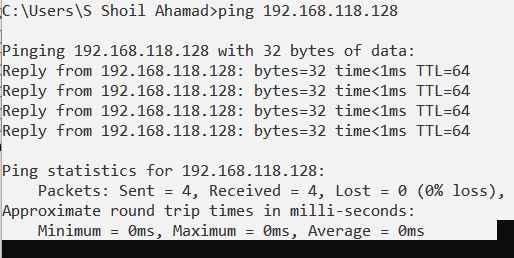 C:\Users\S Shoil Ahamad>ping 192.168.118.128
Pinging 192.168.118.128 with 32 bytes of data:
Reply from 192.168.118.128: bytes=32 time<1ms TTL=64
Reply from 192.168.118.128: bytes=32 time<1ms TTL=64
Reply from 192.168.118.128: bytes=32 time<1ms TTL=64
Reply from 192.168.118.128: bytes=32 time<1ms TTL=64
Ping statistics for 192.168.118.128:
Packets: Sent = 4, Received = 4, Lost = 0 (0% loss),
Approximate round trip times in milli-seconds:
Minimum = 0ms, Maximum = 0ms, Average = 0ms